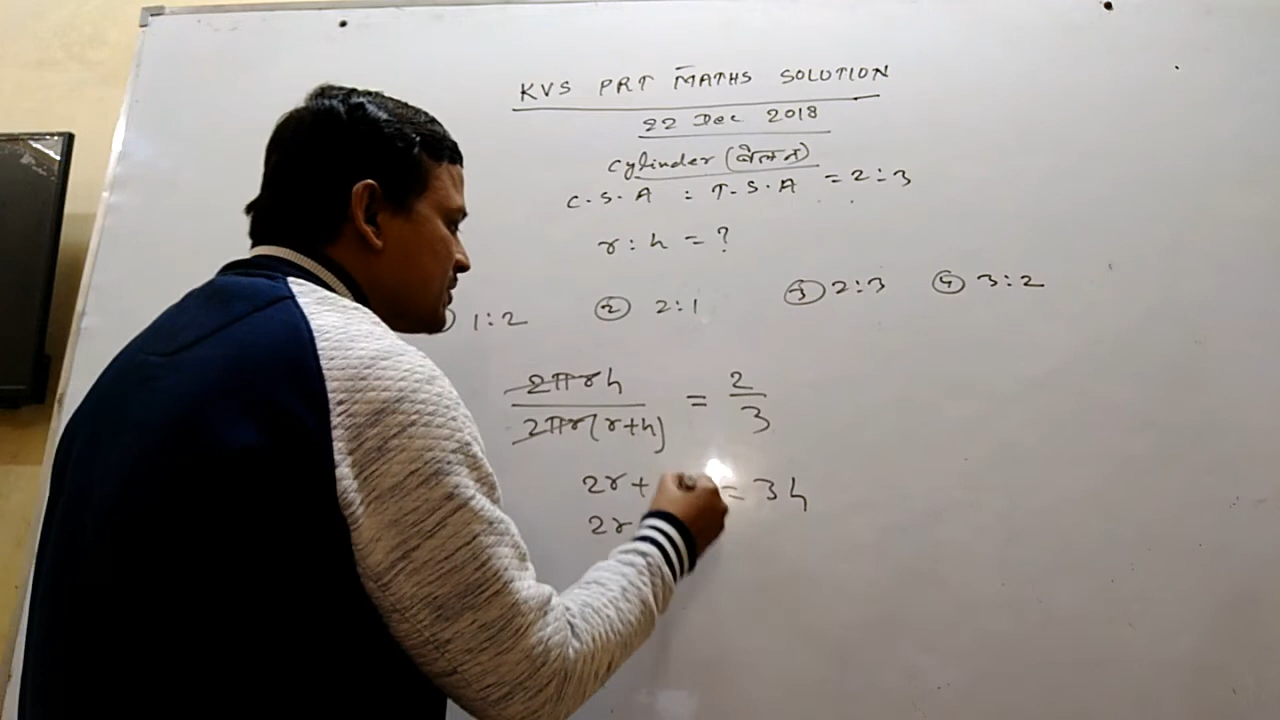 KVS PRT MATHS SOLUTION
22 Dec 2018
Cylinder (बेलन)
C.S.A : T.S.A = 2:3
r : h = ?
1:2 ② 2:1 ③ 2:3 ④ 3:2
2πrh / 2πr(r+h) = 2/3
2r + = 3h
2r